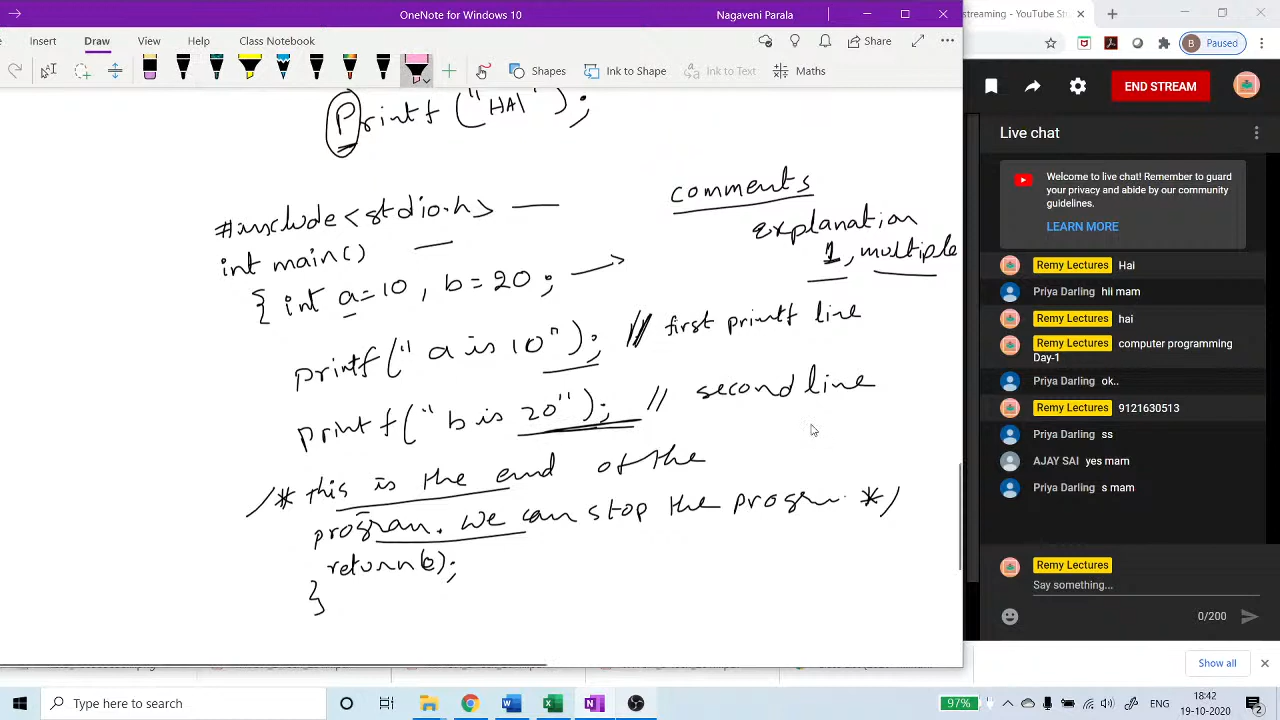 OneNote for Windows 10
Nagaveni Parala
streaming - YouTube S
Insert Draw View Help Class Notebook
Share
Paused
Shapes Ink to Shape Ink to Text Maths
END STREAM
Printf ("HAI");
Live chat
Welcome to live chat! Remember to guard
your privacy and abide by our community
guidelines.
LEARN MORE
comments
explanation
1, multiple
#include<stdio.h>
int main()
{ int a=10, b=20;
printf("a is 10"); // first printf line
printf("b is 20"); // second line
/* this is the end of the
program. We can stop the program. */
return(0);
}
Remy Lectures Hai
Priya Darling hii mam
Remy Lectures hai
Remy Lectures computer programming
Day-1
Priya Darling ok..
Remy Lectures 9121630513
Priya Darling ss
AJAY SAI yes mam
Priya Darling s mam
Remy Lectures
Say something...
0/200
Show all
Type here to search
97%
18:42
19-10-2020
2